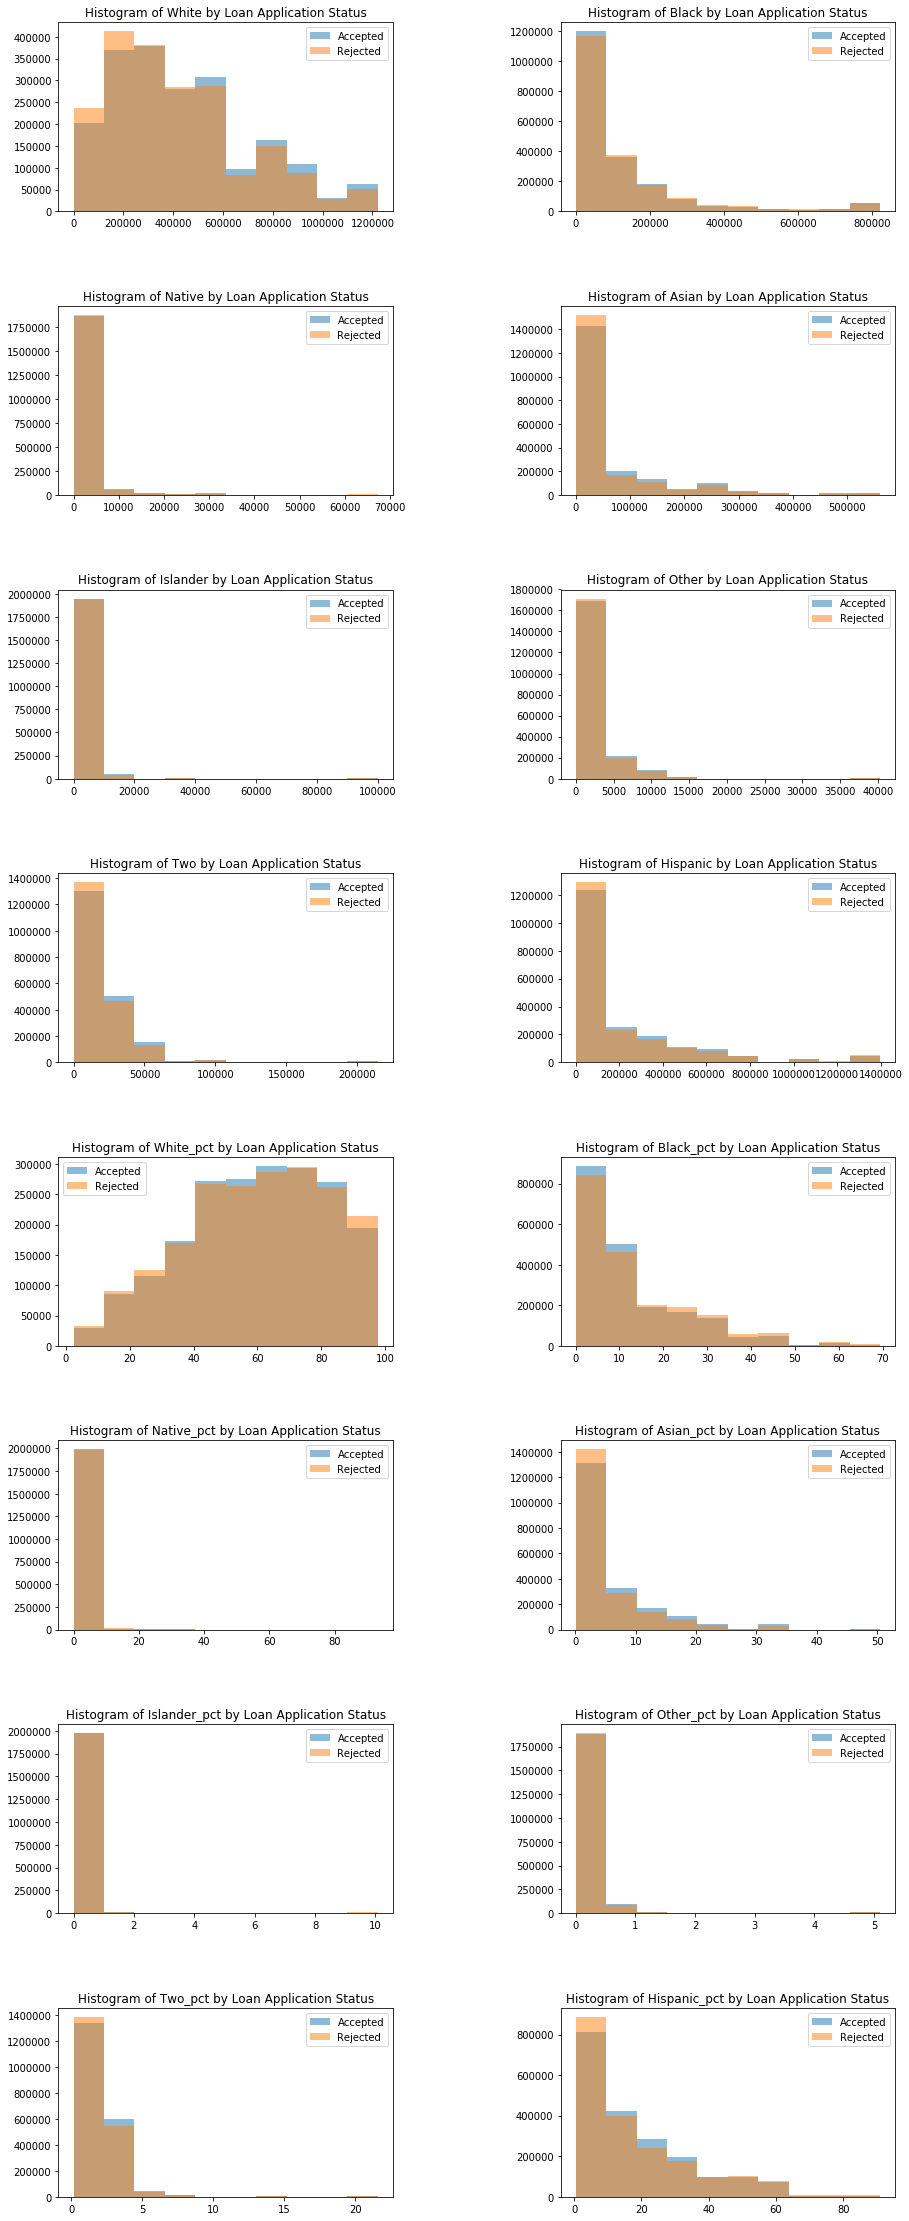 Histogram of White by Loan Application Status
Accepted
Rejected
400000
350000
300000
250000
200000
150000
100000
50000
0
0 200000 400000 600000 800000 1000000 1200000
Histogram of Black by Loan Application Status
Accepted
Rejected
1200000
1000000
800000
600000
400000
200000
0
0 200000 400000 600000 800000
Histogram of Native by Loan Application Status
Accepted
Rejected
1750000
1500000
1250000
1000000
750000
500000
250000
0
0 10000 20000 30000 40000 50000 60000 70000
Histogram of Asian by Loan Application Status
Accepted
Rejected
1400000
1200000
1000000
800000
600000
400000
200000
0
0 100000 200000 300000 400000 500000
Histogram of Islander by Loan Application Status
Accepted
Rejected
2000000
1750000
1500000
1250000
1000000
750000
500000
250000
0
0 20000 40000 60000 80000 100000
Histogram of Other by Loan Application Status
Accepted
Rejected
1800000
1600000
1400000
1200000
1000000
800000
600000
400000
200000
0
0 5000 10000 15000 20000 25000 30000 35000 40000
Histogram of Two by Loan Application Status
Accepted
Rejected
1400000
1200000
1000000
800000
600000
400000
200000
0
0 50000 100000 150000 200000
Histogram of Hispanic by Loan Application Status
Accepted
Rejected
1200000
1000000
800000
600000
400000
200000
0
0 200000 400000 600000 800000 1000000 1200000 1400000
Histogram of White_pct by Loan Application Status
Accepted
Rejected
300000
250000
200000
150000
100000
50000
0
0 20 40 60 80 100
Histogram of Black_pct by Loan Application Status
Accepted
Rejected
800000
600000
400000
200000
0
0 10 20 30 40 50 60 70
Histogram of Native_pct by Loan Application Status
Accepted
Rejected
2000000
1750000
1500000
1250000
1000000
750000
500000
250000
0
0 20 40 60 80
Histogram of Asian_pct by Loan Application Status
Accepted
Rejected
1400000
1200000
1000000
800000
600000
400000
200000
0
0 10 20 30 40 50
Histogram of Islander_pct by Loan Application Status
Accepted
Rejected
2000000
1750000
1500000
1250000
1000000
750000
500000
250000
0
0 2 4 6 8 10
Histogram of Other_pct by Loan Application Status
Accepted
Rejected
1750000
1500000
1250000
1000000
750000
500000
250000
0
0 1 2 3 4 5
Histogram of Two_pct by Loan Application Status
Accepted
Rejected
1400000
1200000
1000000
800000
600000
400000
200000
0
0 5 10 15 20
Histogram of Hispanic_pct by Loan Application Status
Accepted
Rejected
800000
600000
400000
200000
0
0 20 40 60 80